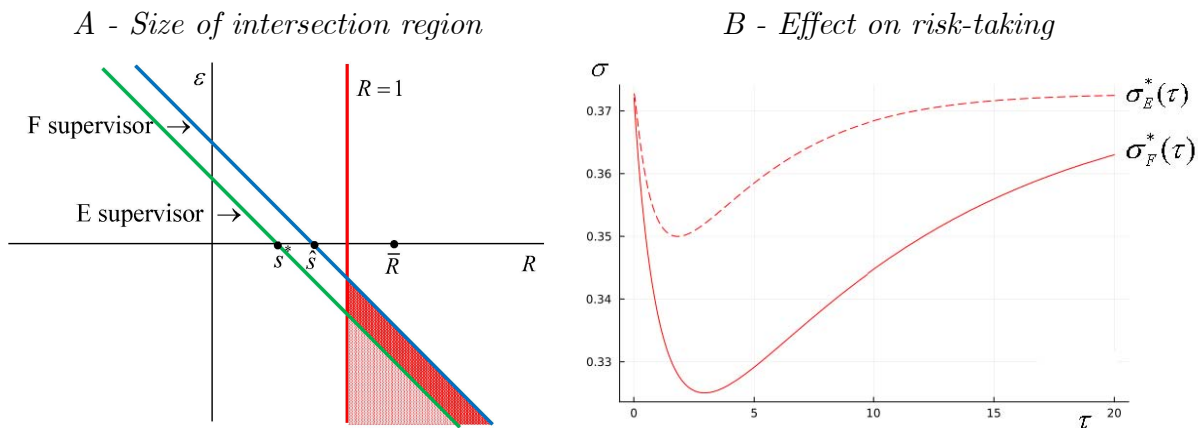 A - Size of intersection region
ε
R = 1
F supervisor →
E supervisor →
s*
ŝ
R̄
R
B - Effect on risk-taking
σ
0.37
0.36
0.35
0.34
0.33
σ*E(τ)
σ*F(τ)
0
5
10
15
20
τ